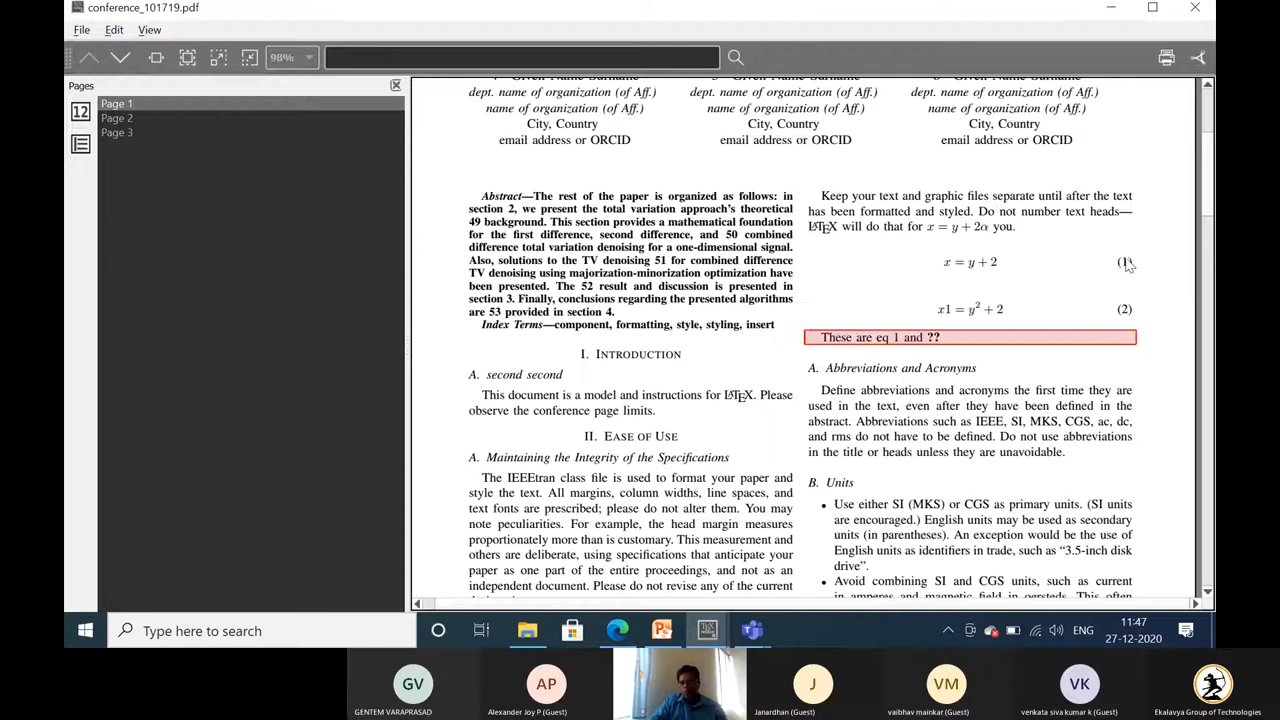 conference_101719.pdf
File Edit View
98%
Pages
Page 1
Page 2
Page 3
12
dept. name of organization (of Aff.) dept. name of organization (of Aff.) dept. name of organization (of Aff.)
name of organization (of Aff.) name of organization (of Aff.) name of organization (of Aff.)
City, Country City, Country City, Country
email address or ORCID email address or ORCID email address or ORCID
Abstract—The rest of the paper is organized as follows: in
section 2, we present the total variation approach's theoretical
49 background. This section provides a mathematical foundation
for the first difference, second difference, and 50 combined
difference total variation denoising for a one-dimensional signal.
Also, solutions to the TV denoising 51 for combined difference
TV denoising using majorization-minorization optimization have
been presented. The 52 result and discussion is presented in
section 3. Finally, conclusions regarding the presented algorithms
are 53 provided in section 4.
Index Terms—component, formatting, style, styling, insert
I. Introduction
A. second second
This document is a model and instructions for LATEX. Please
observe the conference page limits.
II. Ease of Use
A. Maintaining the Integrity of the Specifications
The IEEEtran class file is used to format your paper and
style the text. All margins, column widths, line spaces, and
text fonts are prescribed; please do not alter them. You may
note peculiarities. For example, the head margin measures
proportionately more than is customary. This measurement and
others are deliberate, using specifications that anticipate your
paper as one part of the entire proceedings, and not as an
independent document. Please do not revise any of the current
Keep your text and graphic files separate until after the text
has been formatted and styled. Do not number text heads—
LATEX will do that for x = y + 2α you.
x = y + 2 (1)
x1 = y² + 2 (2)
These are eq 1 and ??
A. Abbreviations and Acronyms
Define abbreviations and acronyms the first time they are
used in the text, even after they have been defined in the
abstract. Abbreviations such as IEEE, SI, MKS, CGS, ac, dc,
and rms do not have to be defined. Do not use abbreviations
in the title or heads unless they are unavoidable.
B. Units
• Use either SI (MKS) or CGS as primary units. (SI units
are encouraged.) English units may be used as secondary
units (in parentheses). An exception would be the use of
English units as identifiers in trade, such as “3.5-inch disk
drive”.
• Avoid combining SI and CGS units, such as current
in amperes and magnetic field in oersteds. This often
Type here to search
ENG
11:47
27-12-2020
GV
AP
J
VM
VK
GENTEM VARAPRASAD
Alexander Joy P (Guest)
Janardhan (Guest)
vaibhav mainkar (Guest)
venkata siva kumar k (Guest)
Ekalavya Group of Technologies